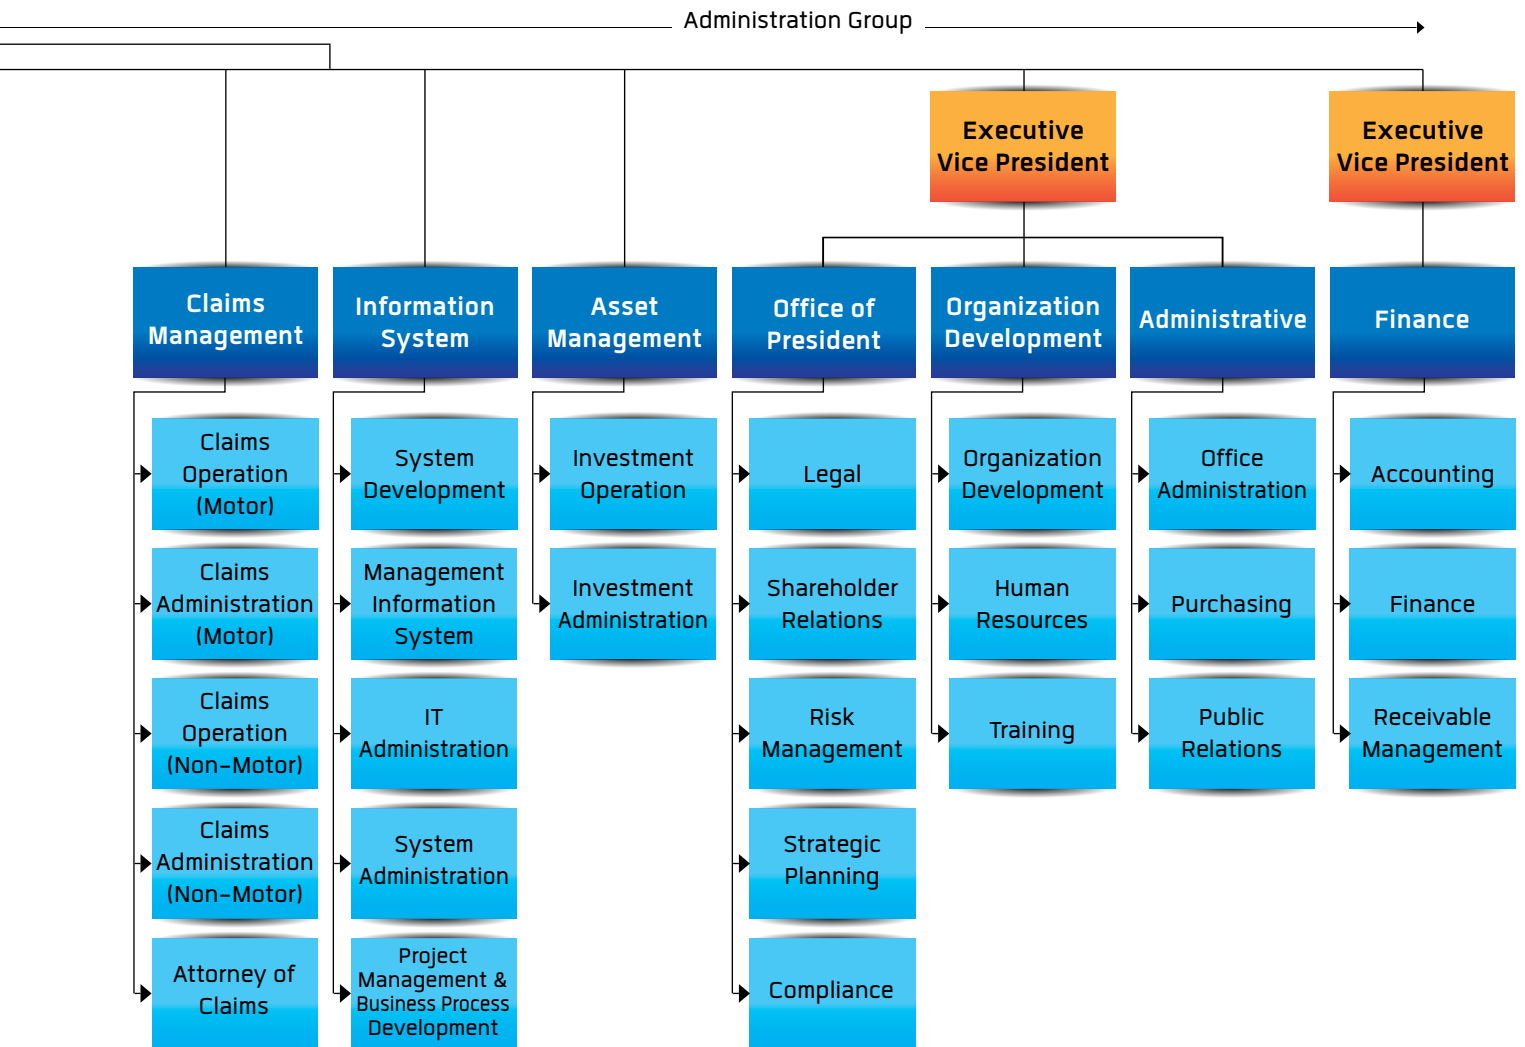 Administration Group
Executive
Vice President
Executive
Vice President
Claims
Management
Information
System
Asset
Management
Office of
President
Organization
Development
Administrative
Finance
Claims
Operation
(Motor)
Claims
Administration
(Motor)
Claims
Operation
(Non-Motor)
Claims
Administration
(Non-Motor)
Attorney of
Claims
System
Development
Management
Information
System
IT
Administration
System
Administration
Project
Management &
Business Process
Development
Investment
Operation
Investment
Administration
Legal
Shareholder
Relations
Risk
Management
Strategic
Planning
Compliance
Organization
Development
Human
Resources
Training
Office
Administration
Purchasing
Public
Relations
Accounting
Finance
Receivable
Management